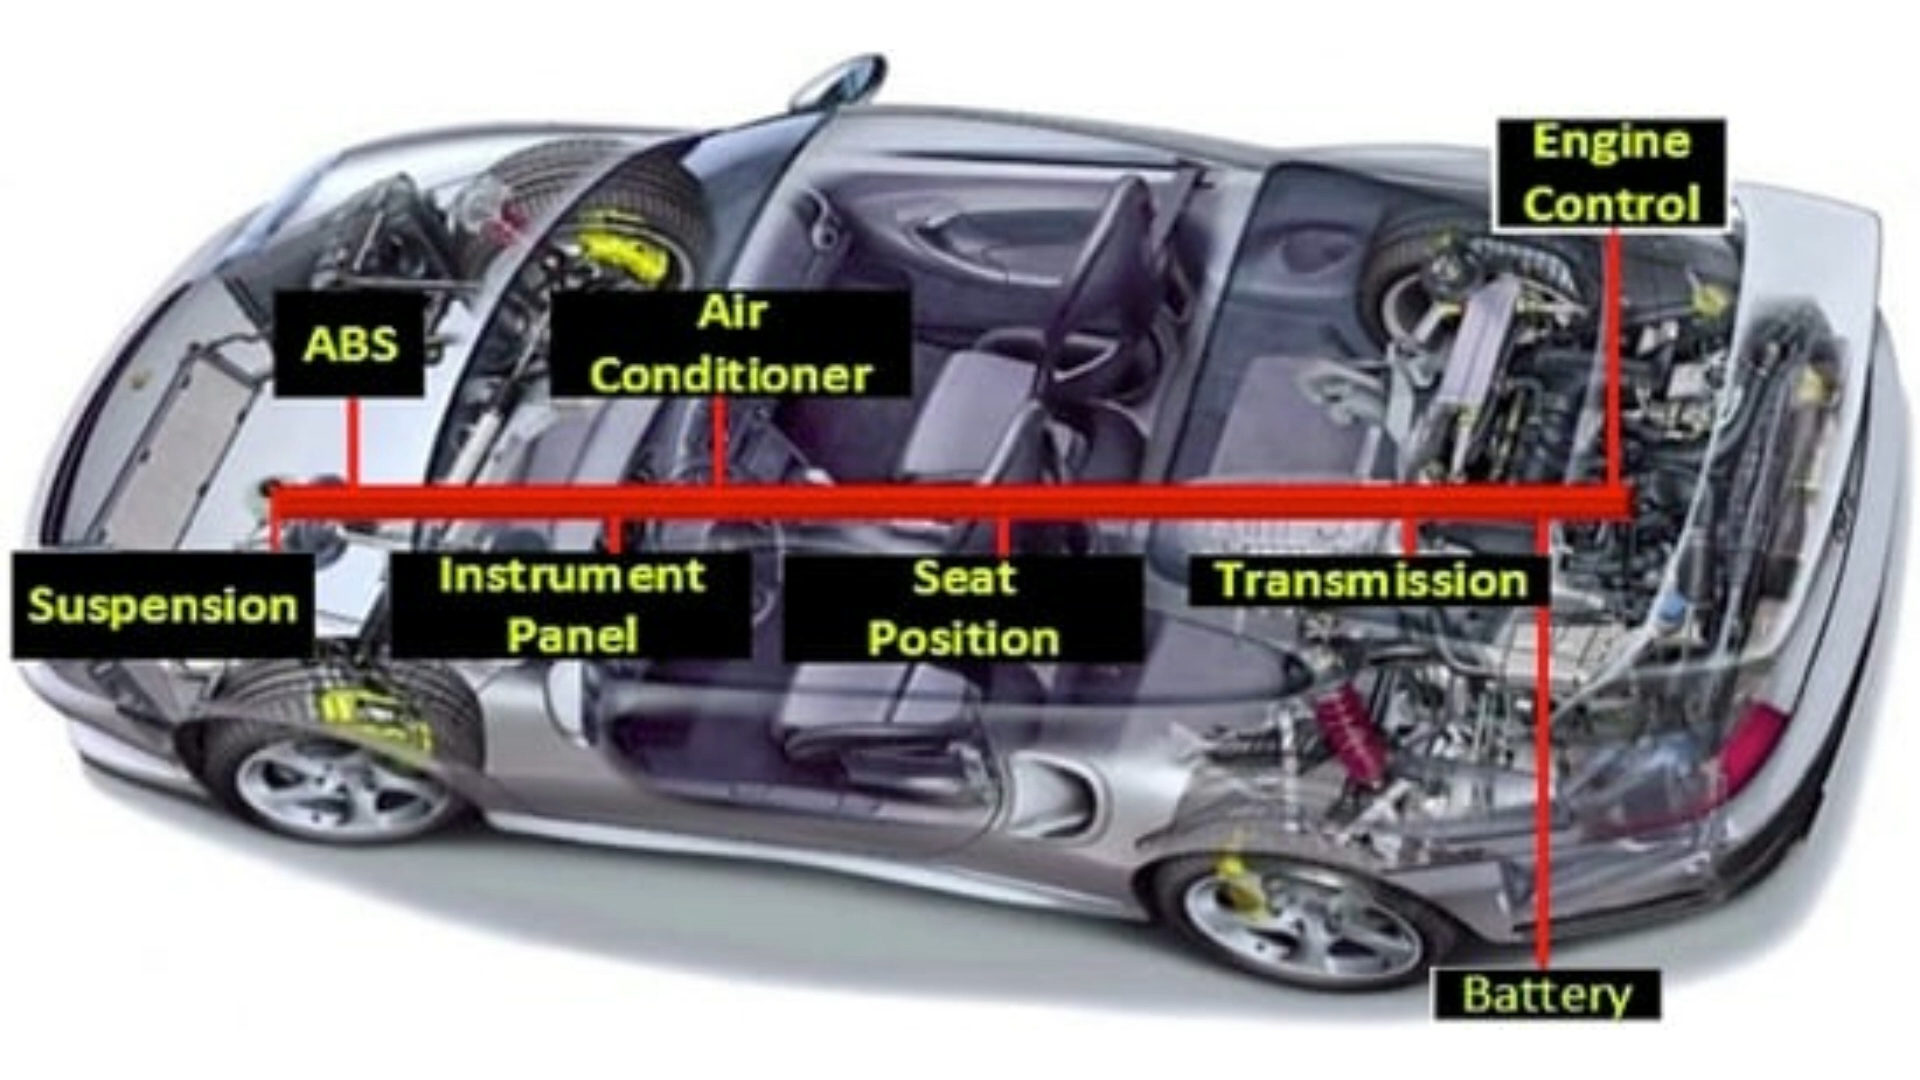 Engine
Control
ABS
Air
Conditioner
Suspension
Instrument
Panel
Seat
Position
Transmission
Battery